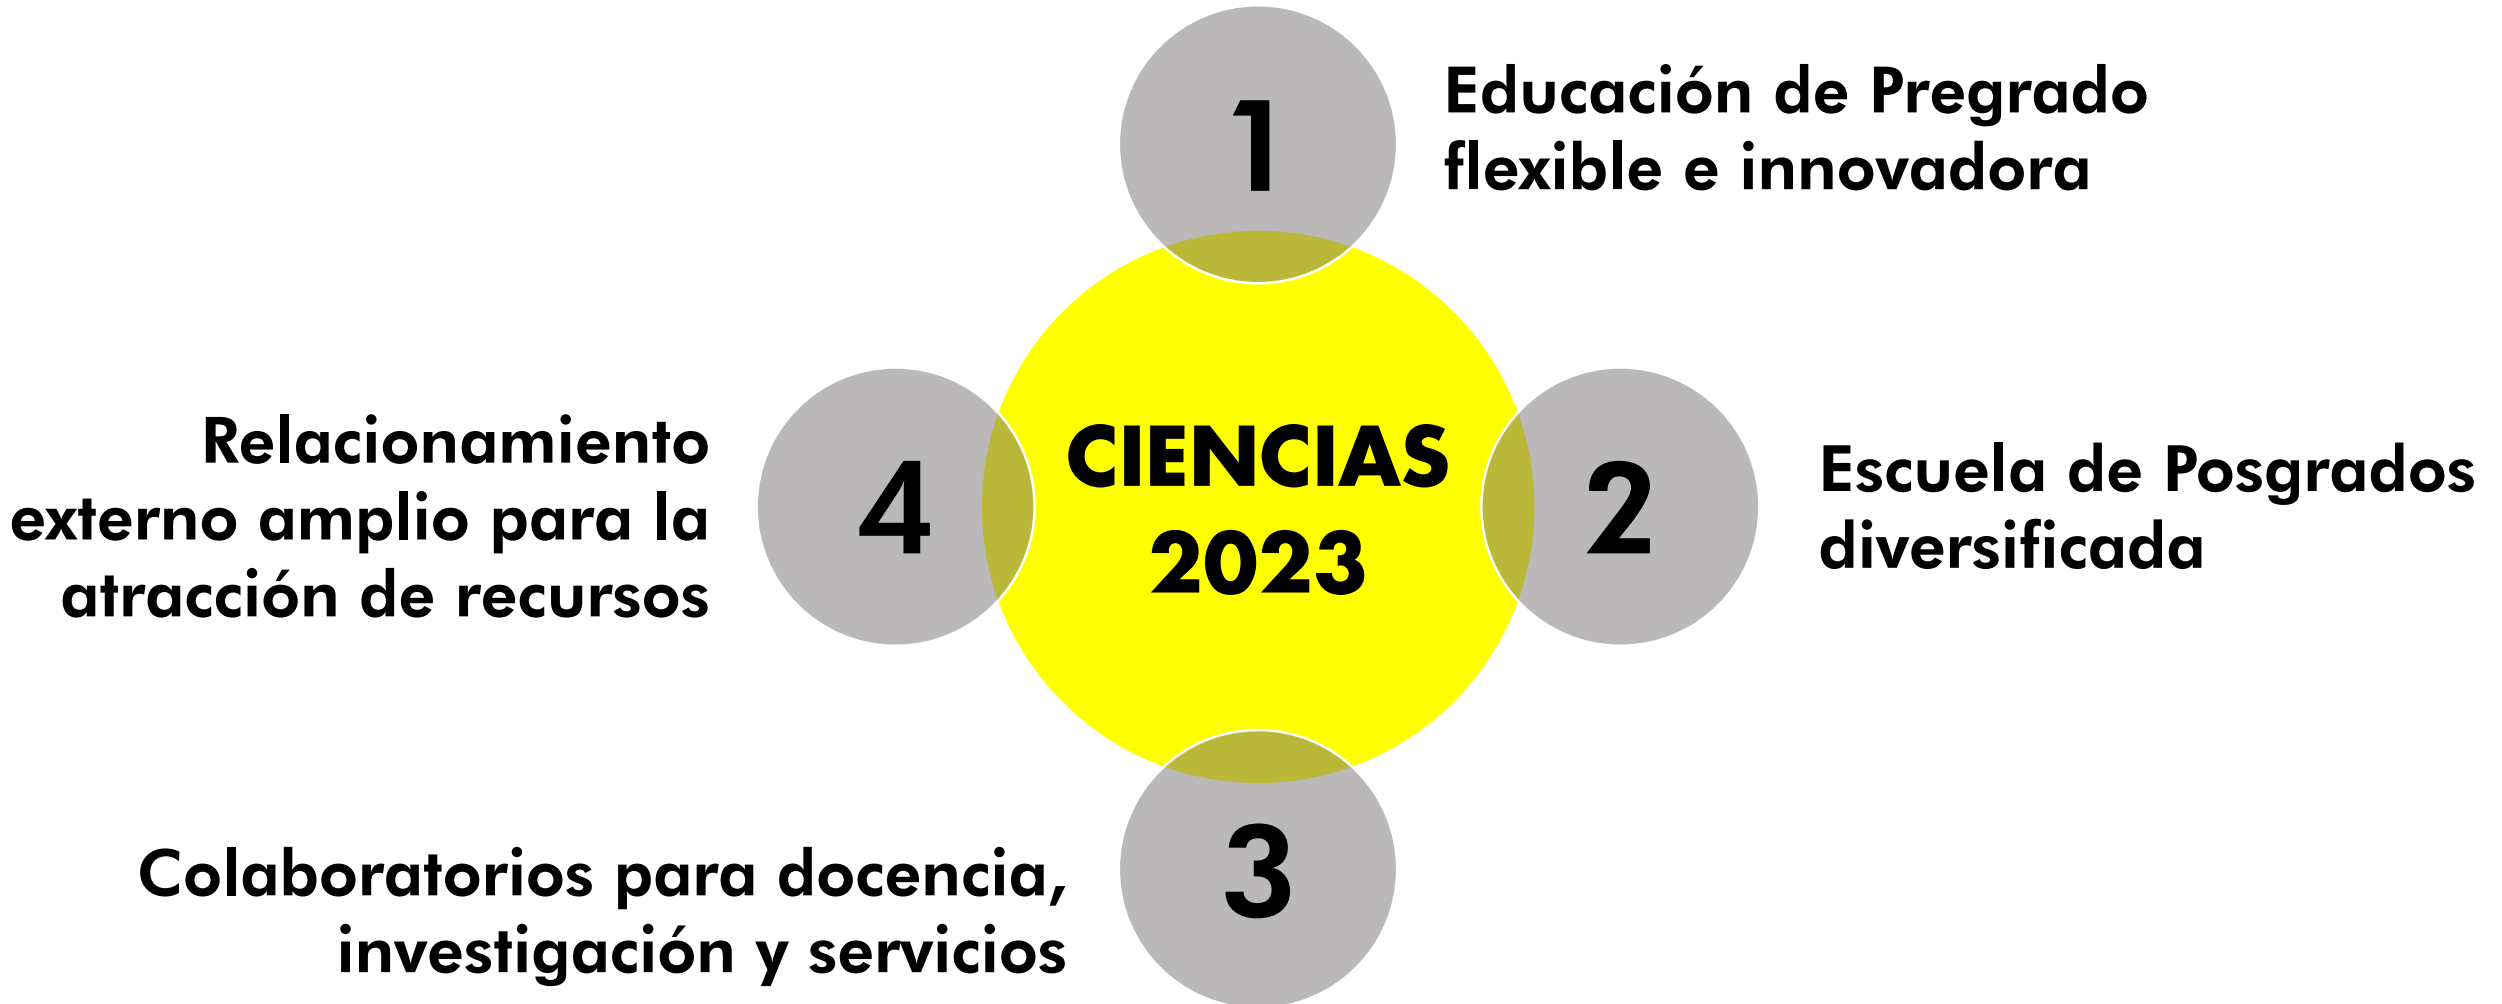 1
Educación de Pregrado
flexible e innovadora
CIENCIAS
2023
2
Escuela de Posgrados
diversificada
3
Colaboratorios para docencia,
investigación y servicios
4
Relacionamiento
externo amplio para la
atracción de recursos